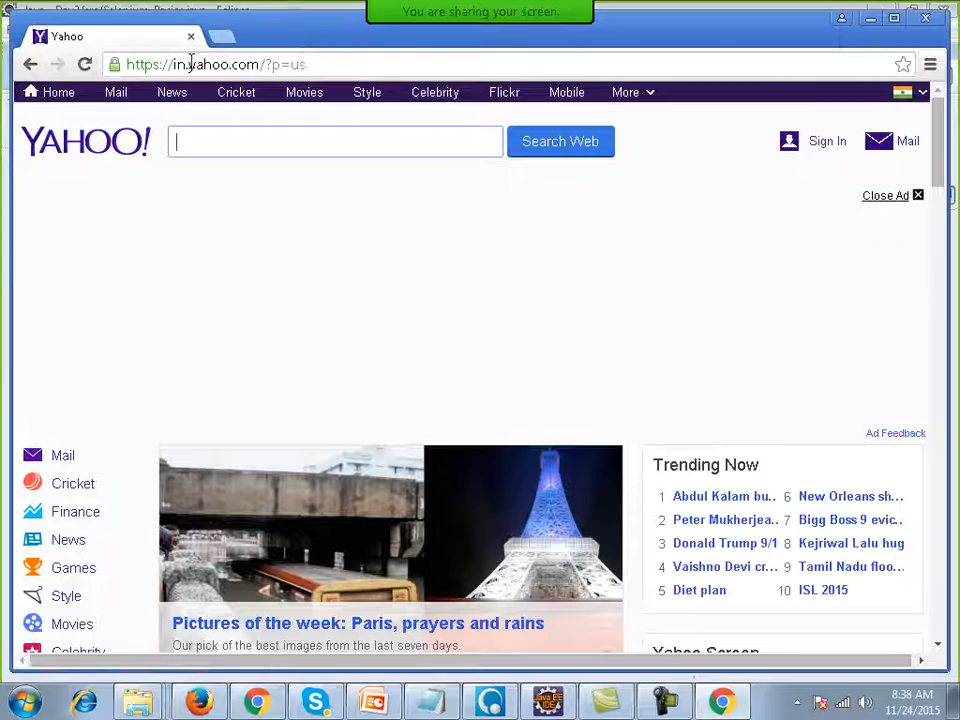 You are sharing your screen.
Yahoo
https://in.yahoo.com/?p=us
Home Mail News Cricket Movies Style Celebrity Flickr Mobile More
YAHOO!
Search Web
Sign In
Mail
Close Ad
Ad Feedback
Mail
Cricket
Finance
News
Games
Style
Movies
Celebrity
Pictures of the week: Paris, prayers and rains
Our pick of the best images from the last seven days.
Trending Now
1 Abdul Kalam bu..
2 Peter Mukherjea..
3 Donald Trump 9/1
4 Vaishno Devi cr...
5 Diet plan
6 New Orleans sh...
7 Bigg Boss 9 evic..
8 Kejriwal Lalu hug
9 Tamil Nadu floo...
10 ISL 2015
Yahoo Screen
8:38 AM
11/24/2015